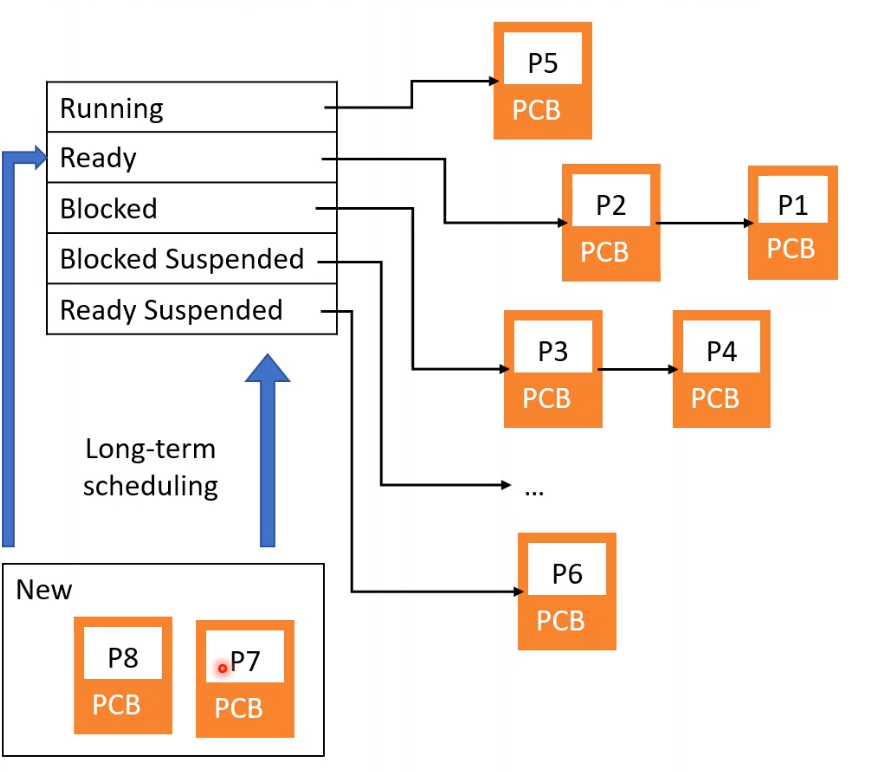 P5
PCB
Running
Ready
Blocked
Blocked Suspended
Ready Suspended
P2
PCB
P1
PCB
P3
PCB
P4
PCB
...
Long-term
scheduling
P6
PCB
New
P8
PCB
P7
PCB